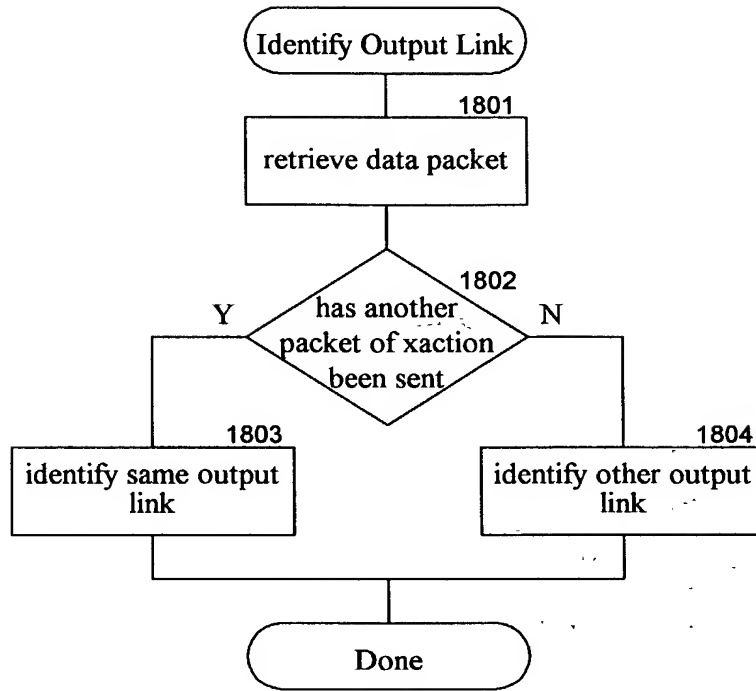 Identify Output Link
1801
retrieve data packet
1802
Y
N
has another
packet of xaction
been sent
1803
1804
identify same output
link
identify other output
link
Done